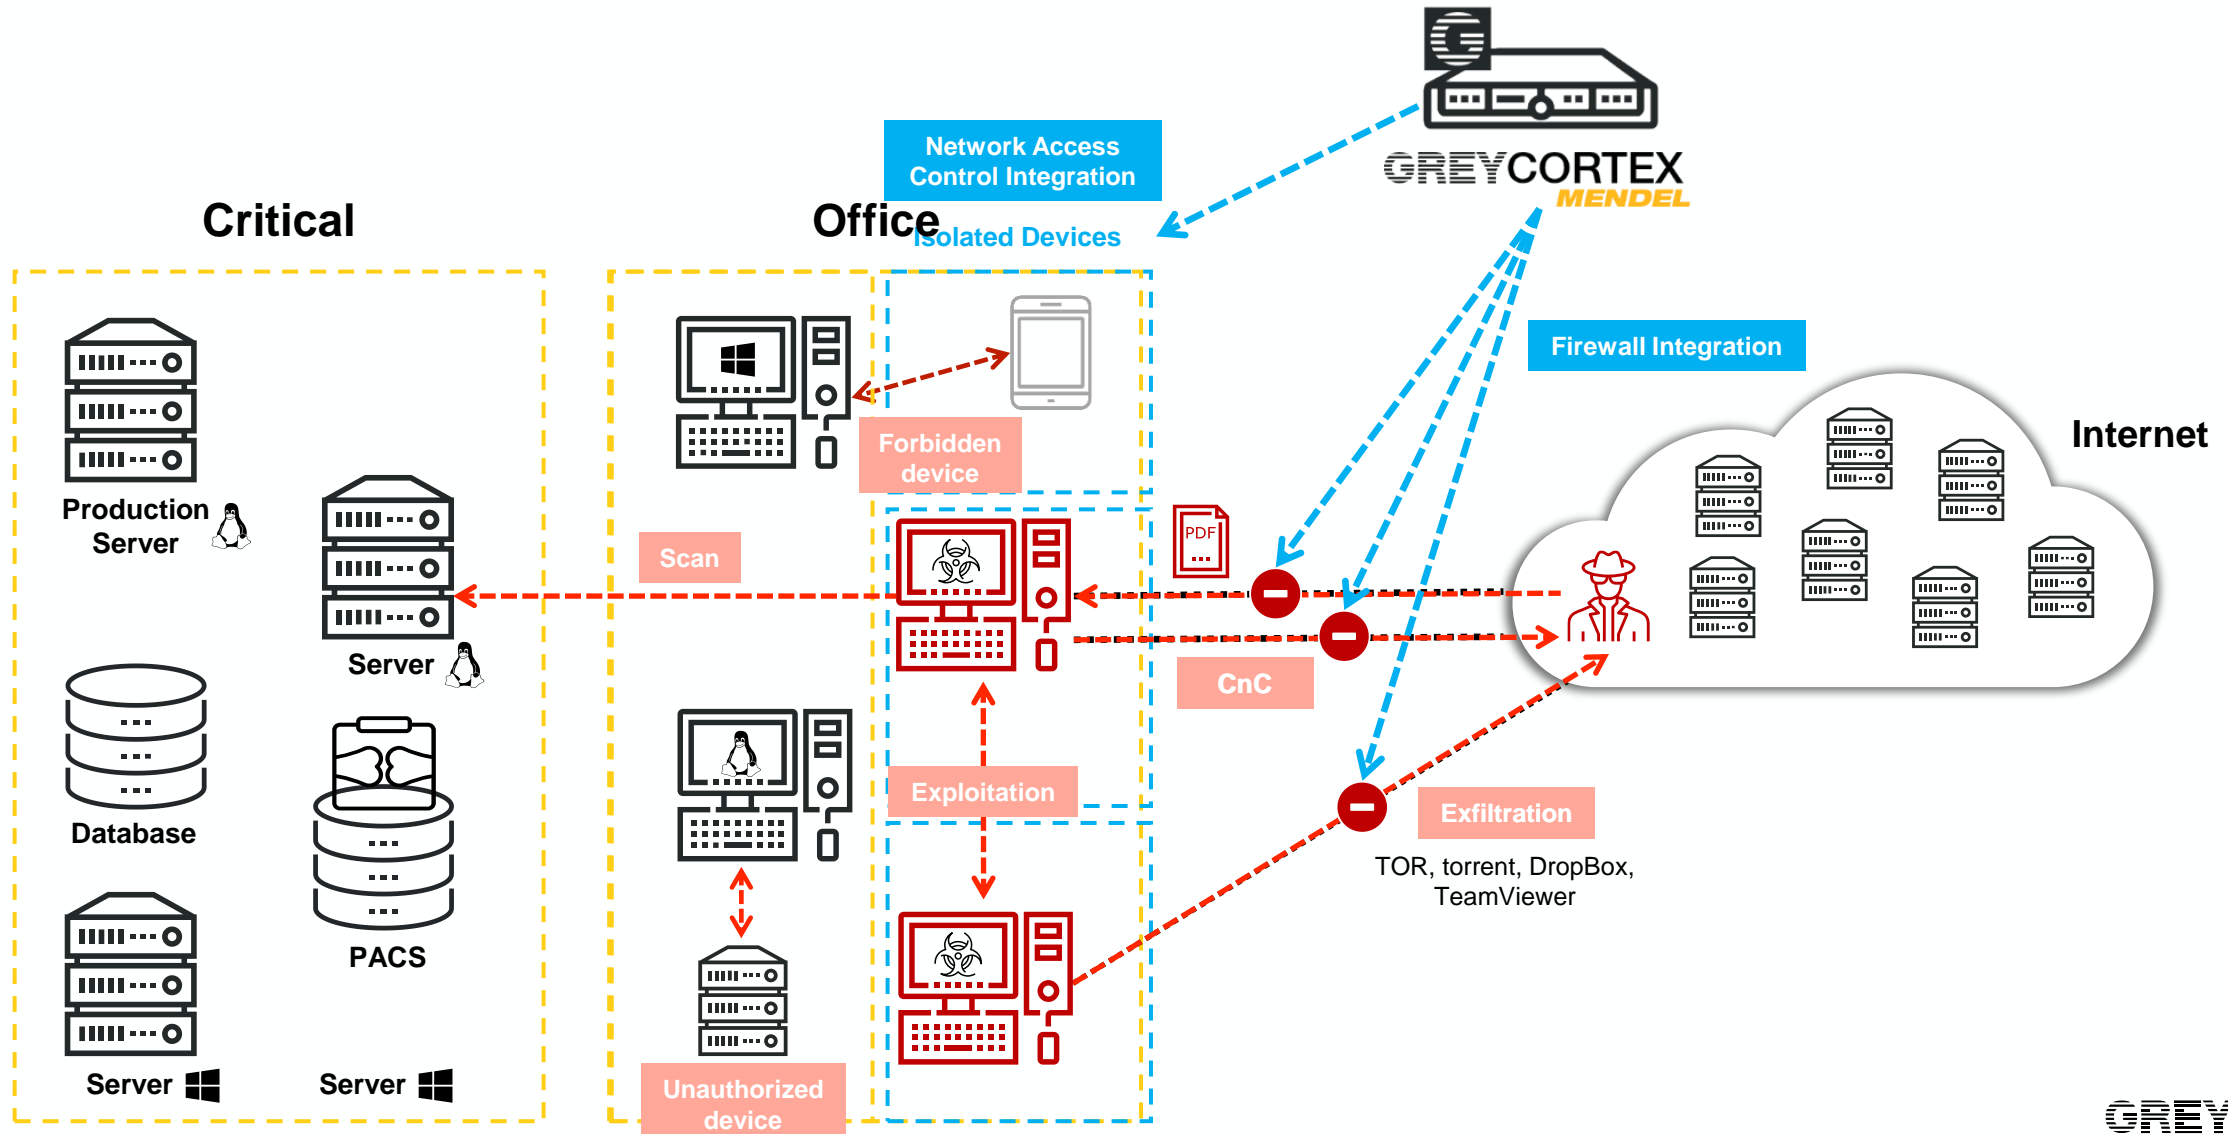 GREYCORTEX
MENDEL
Network Access
Control Integration
Critical
Office
Isolated Devices
Firewall Integration
Internet
Forbidden
device
Production
Server
Scan
PDF
Server
CnC
Exploitation
Exfiltration
TOR, torrent, DropBox,
TeamViewer
Database
PACS
Server
Server
Unauthorized
device
GREY